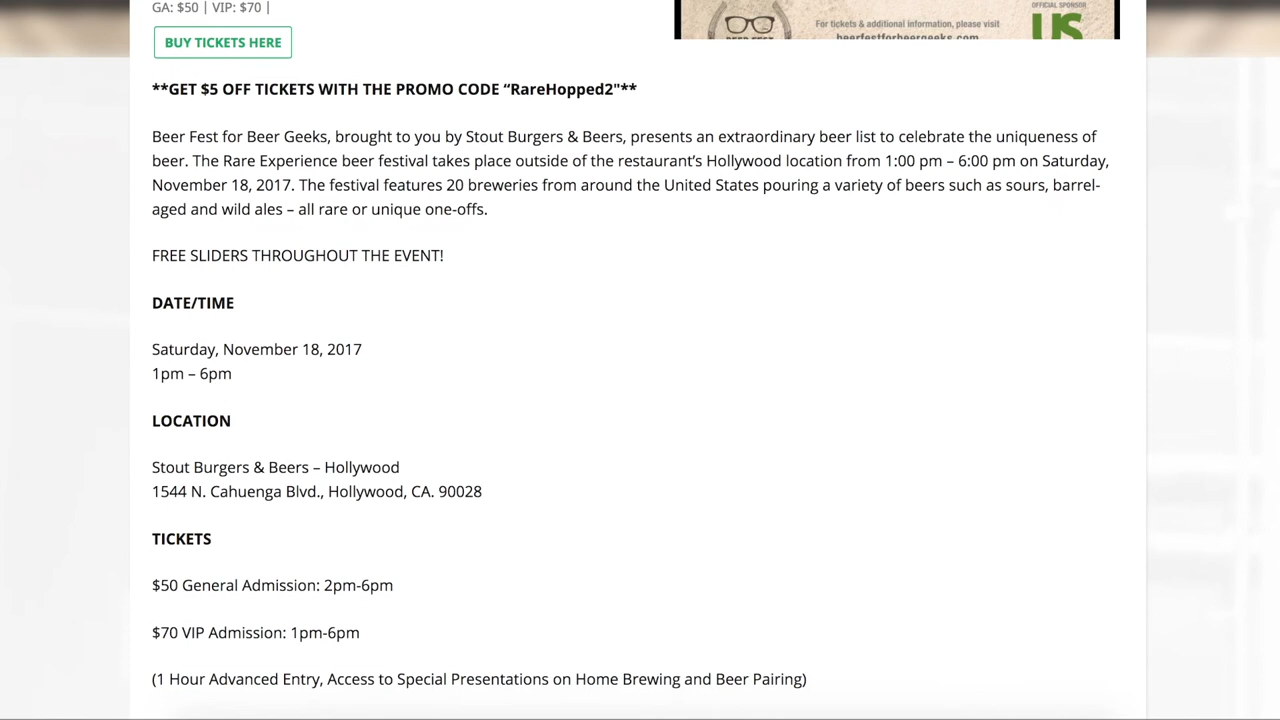 GA: $50 | VIP: $70 |
BUY TICKETS HERE
For tickets & additional information, please visit
beerfestforbeergeeks.com
OFFICIAL SPONSOR
US
**GET $5 OFF TICKETS WITH THE PROMO CODE “RareHopped2"**
Beer Fest for Beer Geeks, brought to you by Stout Burgers & Beers, presents an extraordinary beer list to celebrate the uniqueness of
beer. The Rare Experience beer festival takes place outside of the restaurant’s Hollywood location from 1:00 pm – 6:00 pm on Saturday,
November 18, 2017. The festival features 20 breweries from around the United States pouring a variety of beers such as sours, barrel-
aged and wild ales – all rare or unique one-offs.
FREE SLIDERS THROUGHOUT THE EVENT!
DATE/TIME
Saturday, November 18, 2017
1pm – 6pm
LOCATION
Stout Burgers & Beers – Hollywood
1544 N. Cahuenga Blvd., Hollywood, CA. 90028
TICKETS
$50 General Admission: 2pm-6pm
$70 VIP Admission: 1pm-6pm
(1 Hour Advanced Entry, Access to Special Presentations on Home Brewing and Beer Pairing)